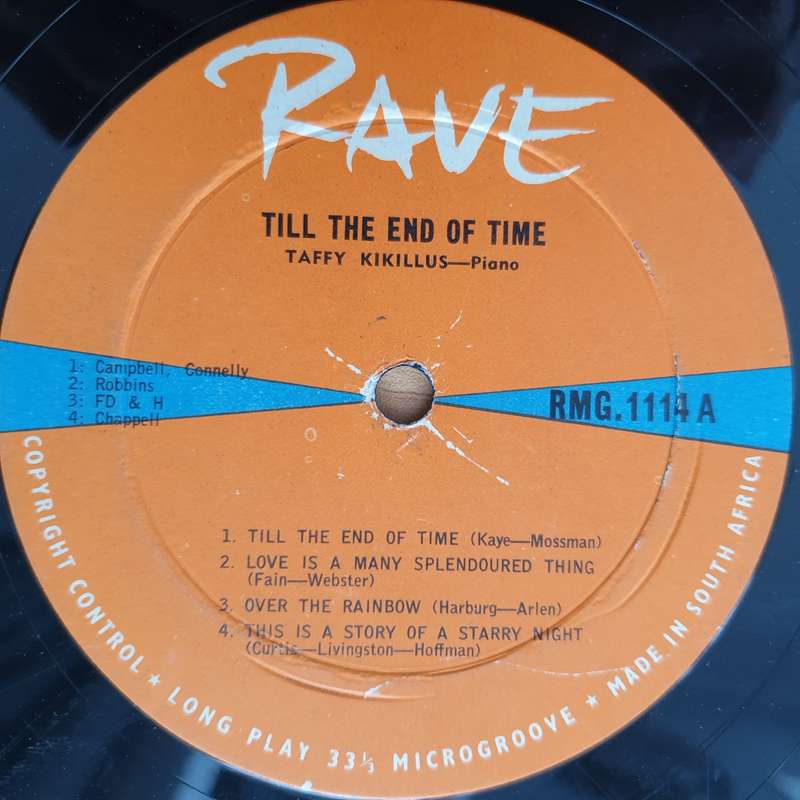 RAVE
TILL THE END OF TIME
TAFFY KIKILLUS—Piano
1: Campbell, Connelly
2: Robbins
3: FD & H
4: Chappell
RMG.1114 A
1. TILL THE END OF TIME (Kaye—Mossman)
2. LOVE IS A MANY SPLENDOURED THING
(Fain—Webster)
3. OVER THE RAINBOW (Harburg—Arlen)
4. THIS IS A STORY OF A STARRY NIGHT
(Curtis—Livingston—Hoffman)
COPYRIGHT CONTROL ★ LONG PLAY 33⅓ MICROGROOVE ★ MADE IN SOUTH AFRICA